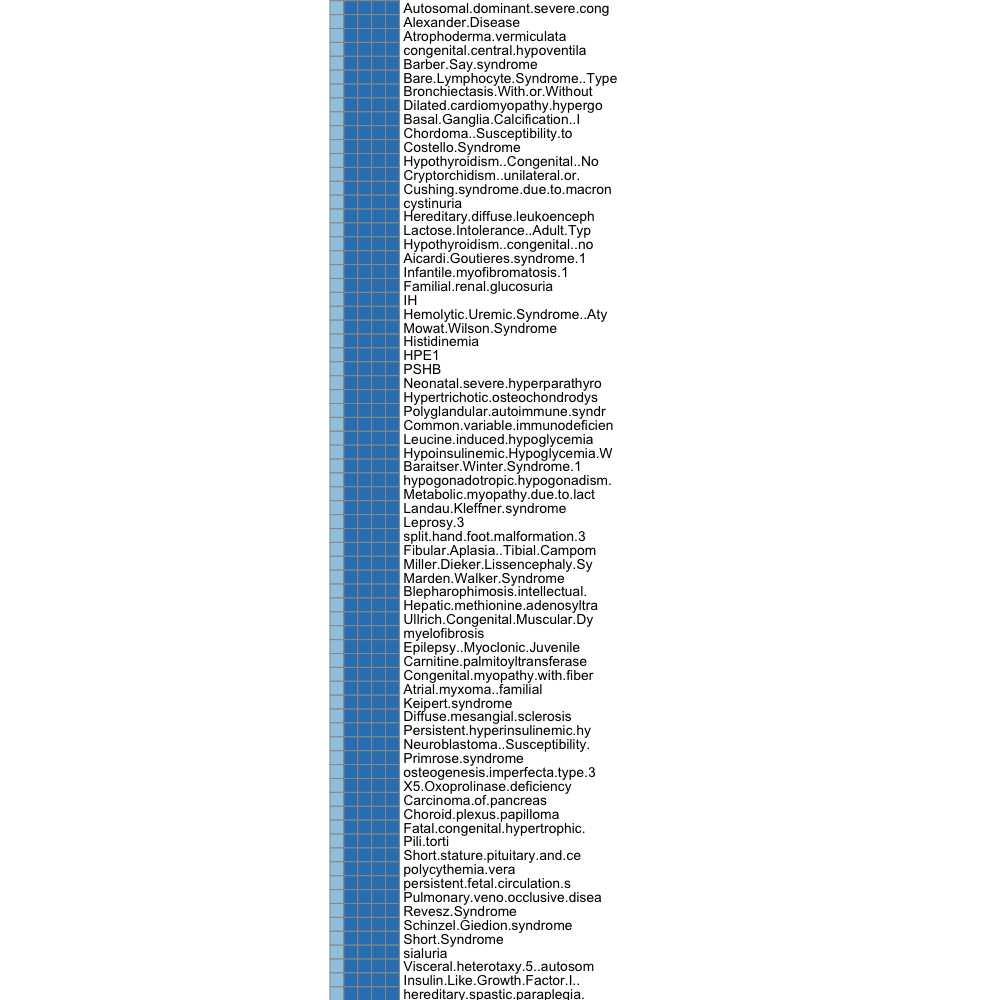 Autosomal.dominant.severe.cong
Alexander.Disease
Atrophoderma.vermiculata
congenital.central.hypoventila
Barber.Say.syndrome
Bare.Lymphocyte.Syndrome..Type
Bronchiectasis.With.or.Without
Dilated.cardiomyopathy.hypergo
Basal.Ganglia.Calcification..I
Chordoma..Susceptibility.to
Costello.Syndrome
Hypothyroidism..Congenital..No
Cryptorchidism..unilateral.or.
Cushing.syndrome.due.to.macron
cystinuria
Hereditary.diffuse.leukoenceph
Lactose.Intolerance..Adult.Typ
Hypothyroidism..congenital..no
Aicardi.Goutieres.syndrome.1
Infantile.myofibromatosis.1
Familial.renal.glucosuria
IH
Hemolytic.Uremic.Syndrome..Aty
Mowat.Wilson.Syndrome
Histidinemia
HPE1
PSHB
Neonatal.severe.hyperparathyro
Hypertrichotic.osteochondrodys
Polyglandular.autoimmune.syndr
Common.variable.immunodeficien
Leucine.induced.hypoglycemia
Hypoinsulinemic.Hypoglycemia.W
Baraitser.Winter.Syndrome.1
hypogonadotropic.hypogonadism.
Metabolic.myopathy.due.to.lact
Landau.Kleffner.syndrome
Leprosy.3
split.hand.foot.malformation.3
Fibular.Aplasia..Tibial.Campom
Miller.Dieker.Lissencephaly.Sy
Marden.Walker.Syndrome
Blepharophimosis.intellectual.
Hepatic.methionine.adenosyltra
Ullrich.Congenital.Muscular.Dy
myelofibrosis
Epilepsy..Myoclonic.Juvenile
Carnitine.palmitoyltransferase
Congenital.myopathy.with.fiber
Atrial.myxoma..familial
Keipert.syndrome
Diffuse.mesangial.sclerosis
Persistent.hyperinsulinemic.hy
Neuroblastoma..Susceptibility.
Primrose.syndrome
osteogenesis.imperfecta.type.3
X5.Oxoprolinase.deficiency
Carcinoma.of.pancreas
Choroid.plexus.papilloma
Fatal.congenital.hypertrophic.
Pili.torti
Short.stature.pituitary.and.ce
polycythemia.vera
persistent.fetal.circulation.s
Pulmonary.veno.occlusive.disea
Revesz.Syndrome
Schinzel.Giedion.syndrome
Short.Syndrome
sialuria
Visceral.heterotaxy.5..autosom
Insulin.Like.Growth.Factor.I..
hereditary.spastic.paraplegia.